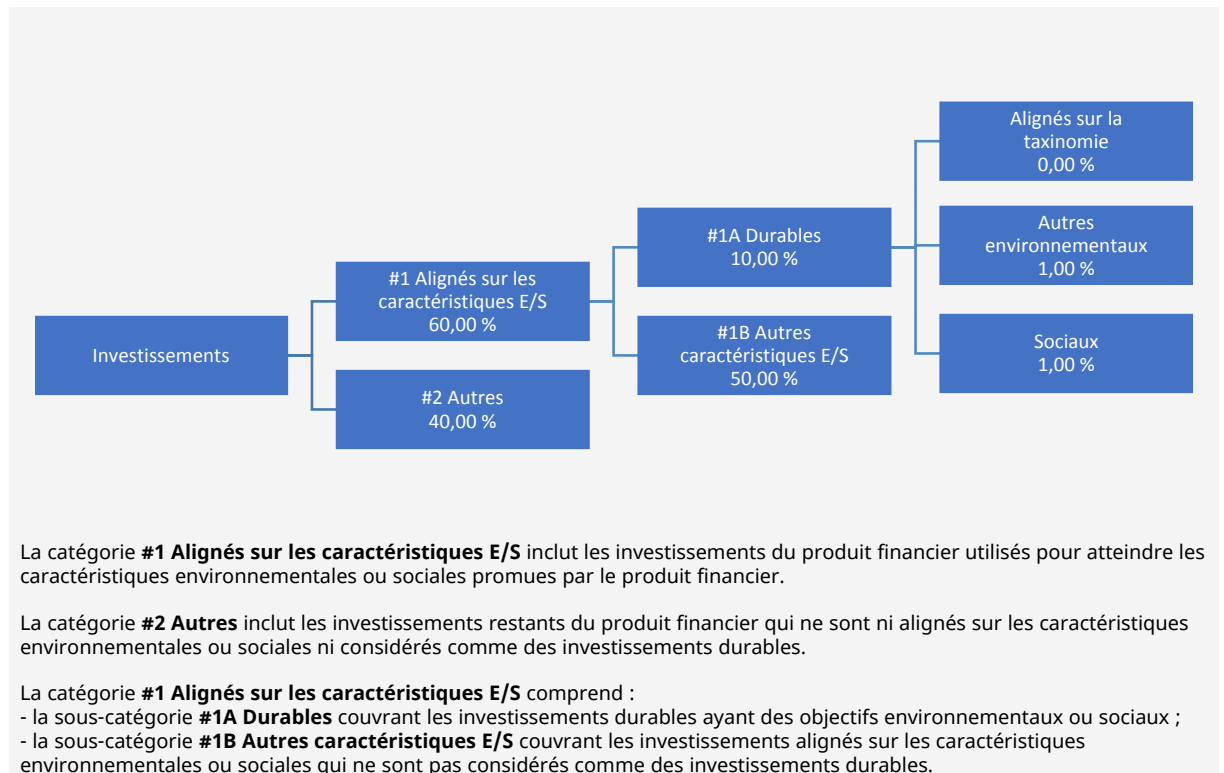 Alignés sur la
taxinomie
0,00 %
#1A Durables
10,00 %
Autres
environnementaux
1,00 %
#1 Alignés sur les
caractéristiques E/S
60,00 %
Investissements
#1B Autres
caractéristiques E/S
50,00 %
Sociaux
1,00 %
#2 Autres
40,00 %
La catégorie #1 Alignés sur les caractéristiques E/S inclut les investissements du produit financier utilisés pour atteindre les
caractéristiques environnementales ou sociales promues par le produit financier.
La catégorie #2 Autres inclut les investissements restants du produit financier qui ne sont ni alignés sur les caractéristiques
environnementales ou sociales ni considérés comme des investissements durables.
La catégorie #1 Alignés sur les caractéristiques E/S comprend :
- la sous-catégorie #1A Durables couvrant les investissements durables ayant des objectifs environnementaux ou sociaux ;
- la sous-catégorie #1B Autres caractéristiques E/S couvrant les investissements alignés sur les caractéristiques
environnementales ou sociales qui ne sont pas considérés comme des investissements durables.